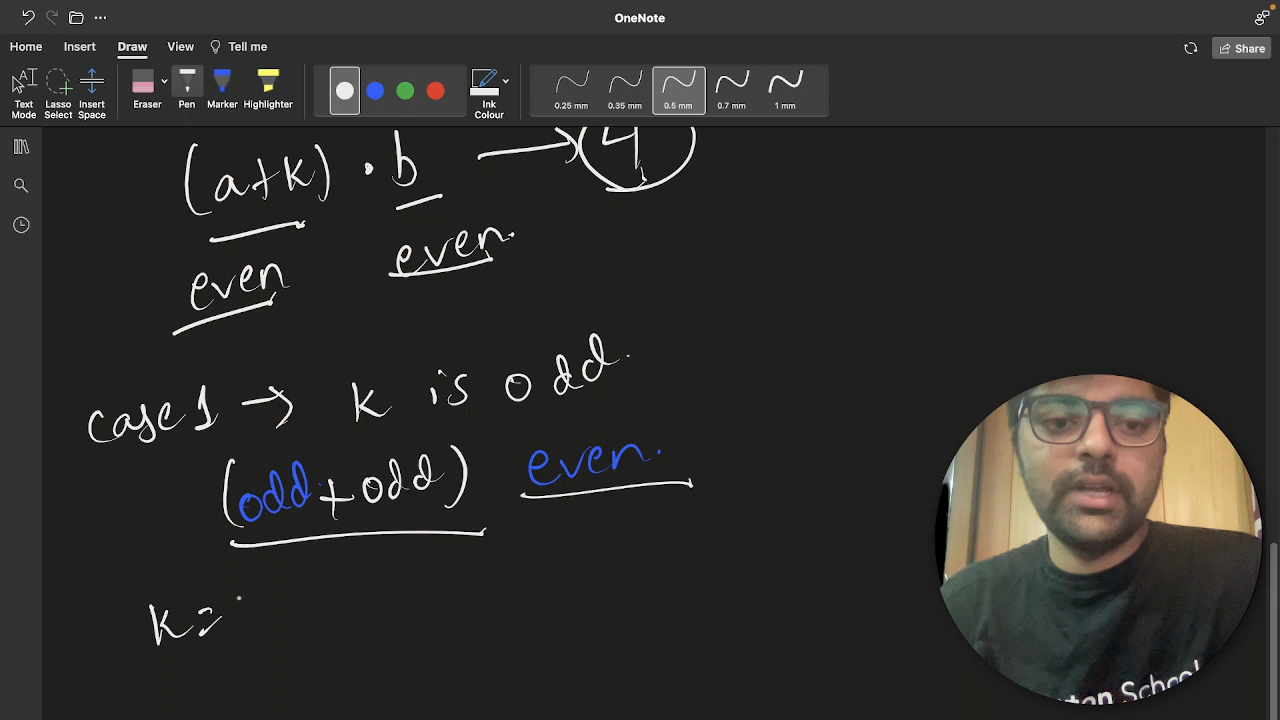 OneNote
Home Insert Draw View Tell me Share
Text Mode Lasso Select Insert Space Eraser Pen Marker Highlighter Ink Colour 0.25 mm 0.35 mm 0.5 mm 0.7 mm 1 mm
(a+k) · b → 4
even even.
case 1 → k is odd.
(odd + odd) even.
k=